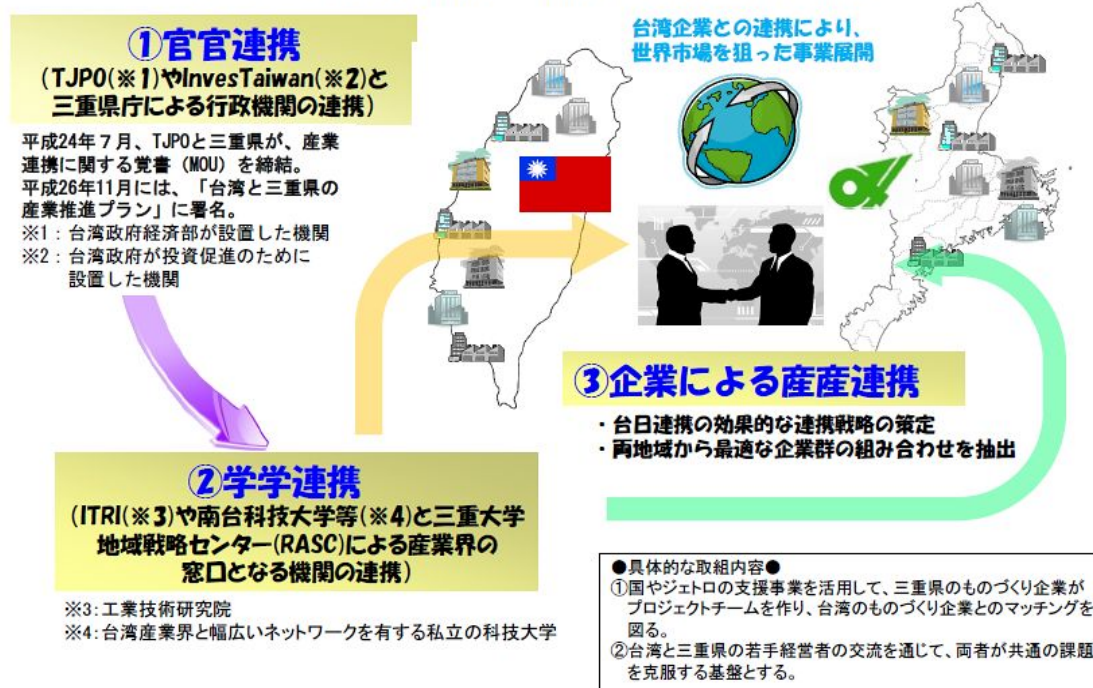 ①官官連携
(TJPO(※1)やInvesTaiwan(※2)と
三重県庁による行政機関の連携)
平成24年7月、TJPOと三重県が、産業
連携に関する覚書（MOU）を締結。
平成26年11月には、「台湾と三重県の
産業推進プラン」に署名。
※1：台湾政府経済部が設置した機関
※2：台湾政府が投資促進のために
設置した機関
台湾企業との連携により、
世界市場を狙った事業展開
②学学連携
(ITRI(※3)や南台科技大学等(※4)と三重大学
地域戦略センター(RASC)による産業界の
窓口となる機関の連携)
※3：工業技術研究院
※4：台湾産業界と幅広いネットワークを有する私立の科技大学
③企業による産産連携
・台日連携の効果的な連携戦略の策定
・両地域から最適な企業群の組み合わせを抽出
●具体的な取組内容●
①国やジェトロの支援事業を活用して、三重県のものづくり企業が
プロジェクトチームを作り、台湾のものづくり企業とのマッチングを
図る。
②台湾と三重県の若手経営者の交流を通じて、両者が共通の課題
を克服する基盤とする。